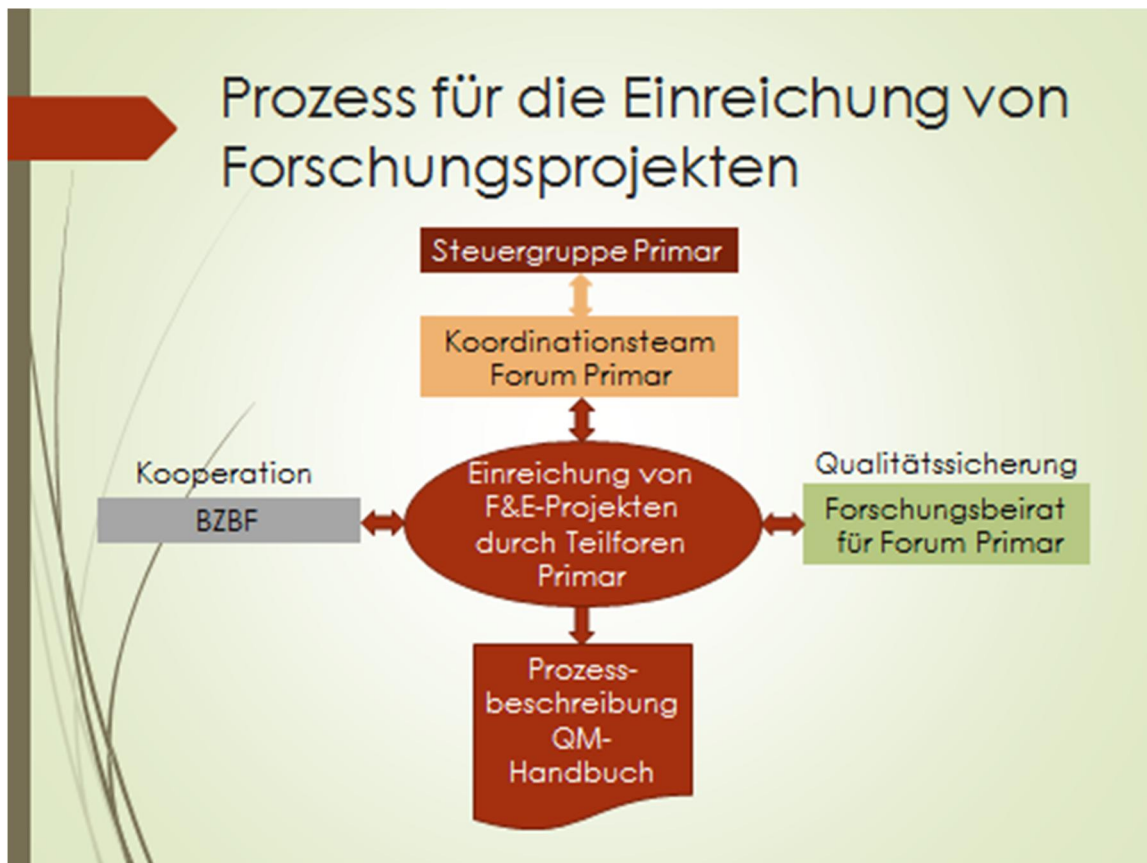 Prozess für die Einreichung von
Forschungsprojekten
Steuergruppe Primar
Koordinationsteam
Forum Primar
Kooperation
BZBF
Einreichung von
F&E-Projekten
durch Teilforen
Primar
Qualitätssicherung
Forschungsbeirat
für Forum Primar
Prozess-
beschreibung
QM-
Handbuch